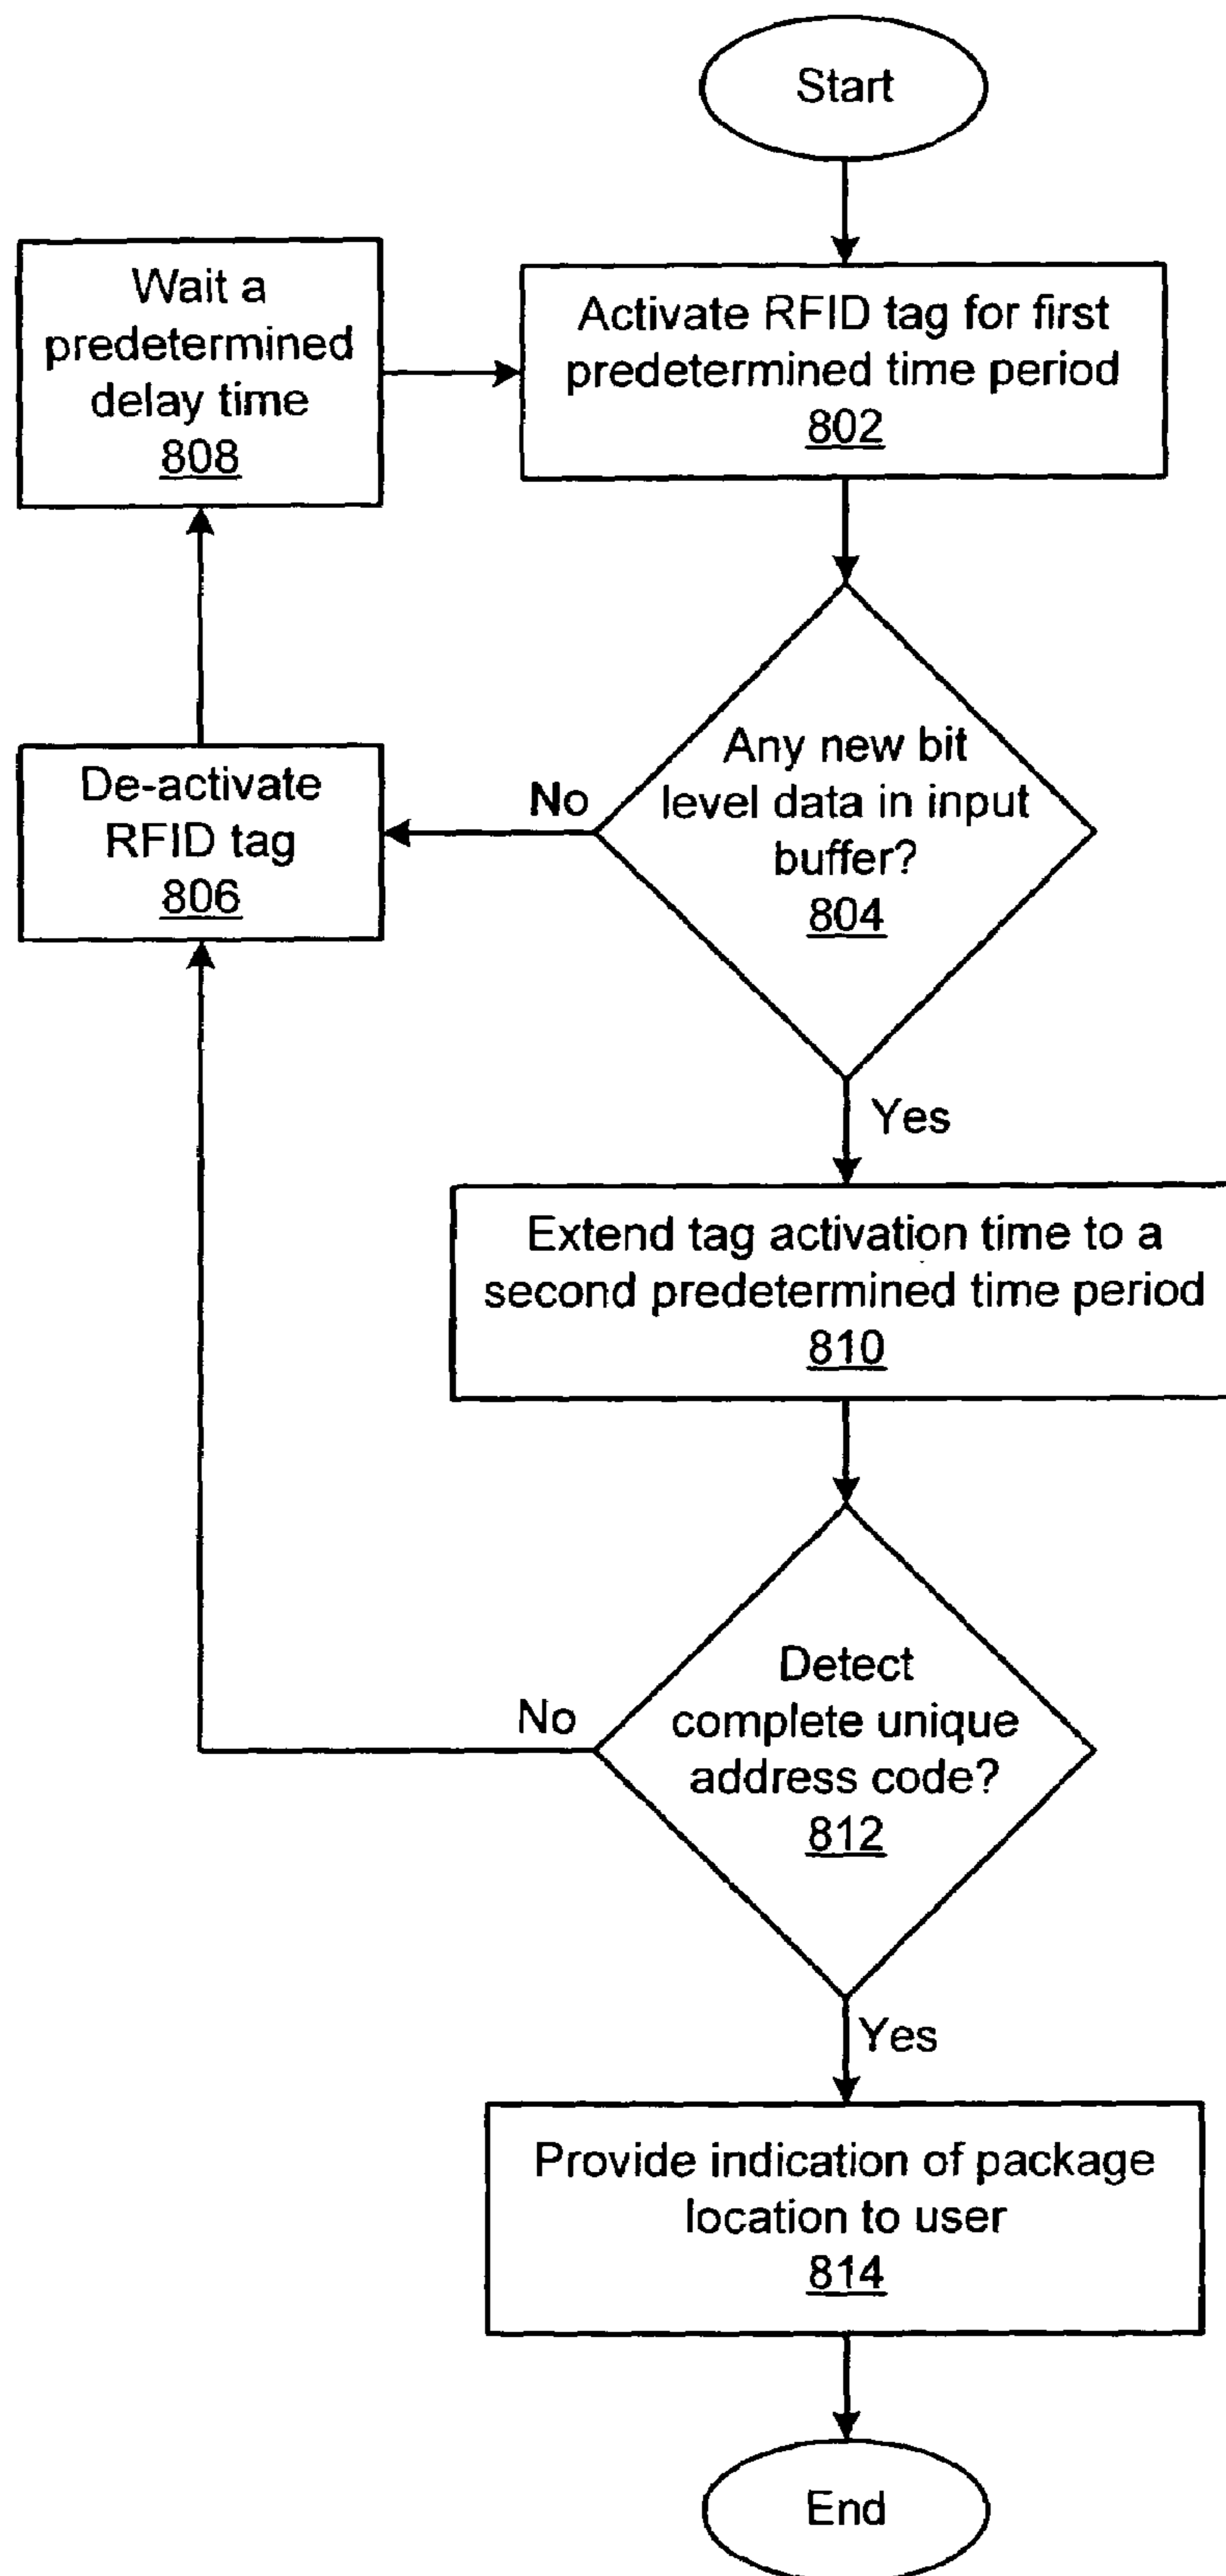 Start
Wait a
predetermined
delay time
808
Activate RFID tag for first
predetermined time period
802
Any new bit
level data in input
buffer?
804
No
De-activate
RFID tag
806
Yes
Extend tag activation time to a
second predetermined time period
810
Detect
complete unique
address code?
812
No
Yes
Provide indication of package
location to user
814
End